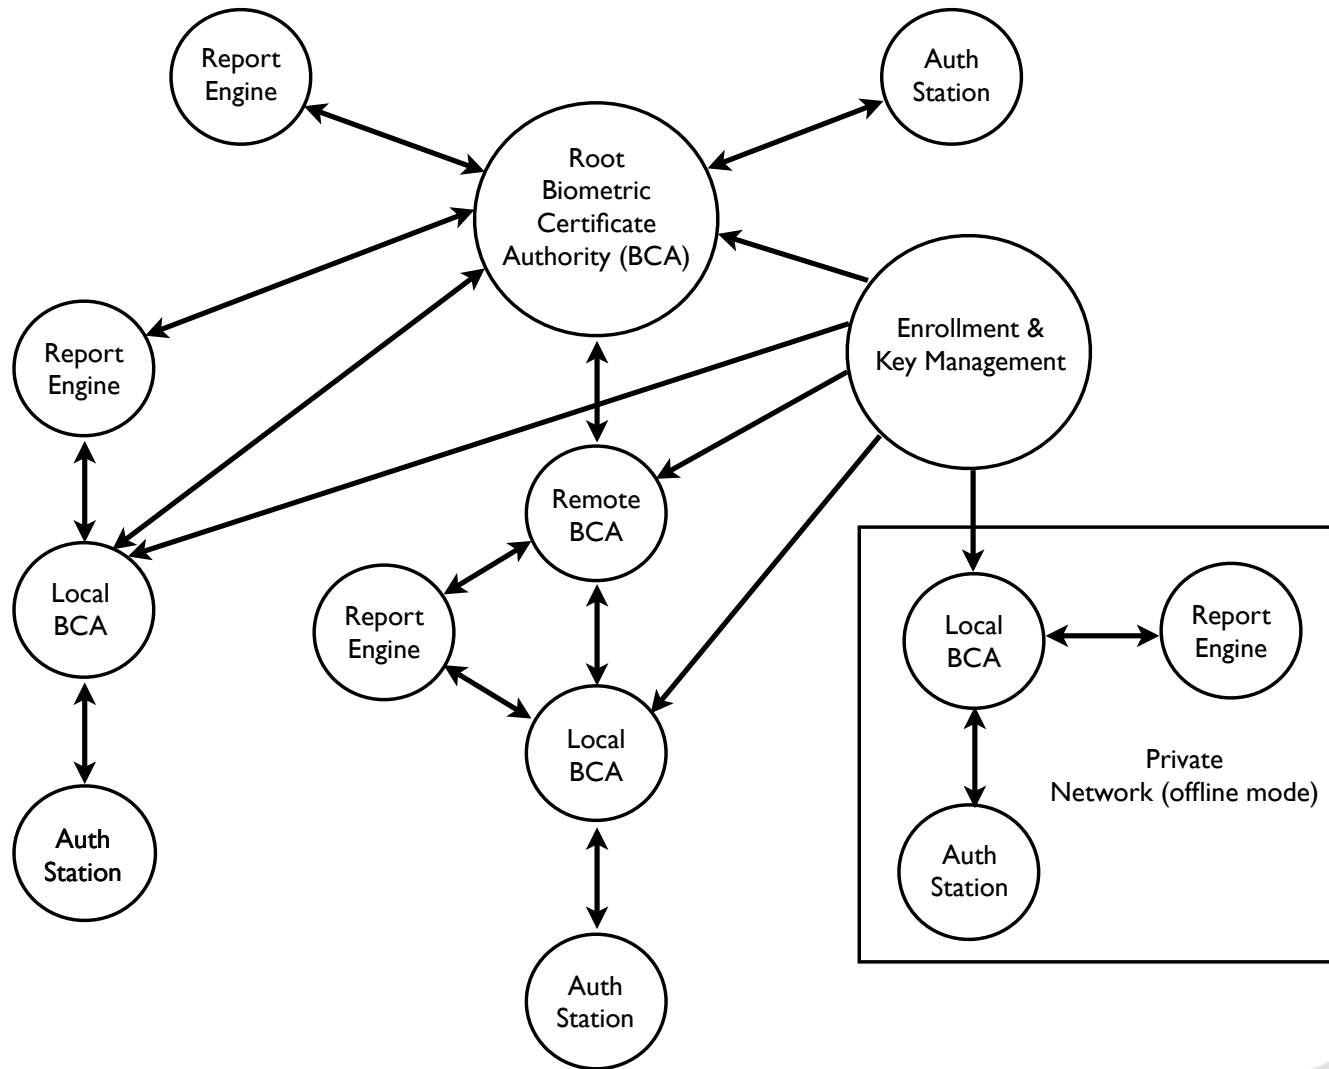 Report
Engine
Auth
Station
Root
Biometric
Certificate
Authority (BCA)
Enrollment &
Key Management
Report
Engine
Remote
BCA
Local
BCA
Report
Engine
Local
BCA
Report
Engine
Local
BCA
Private
Network (offline mode)
Auth
Station
Auth
Station
Auth
Station